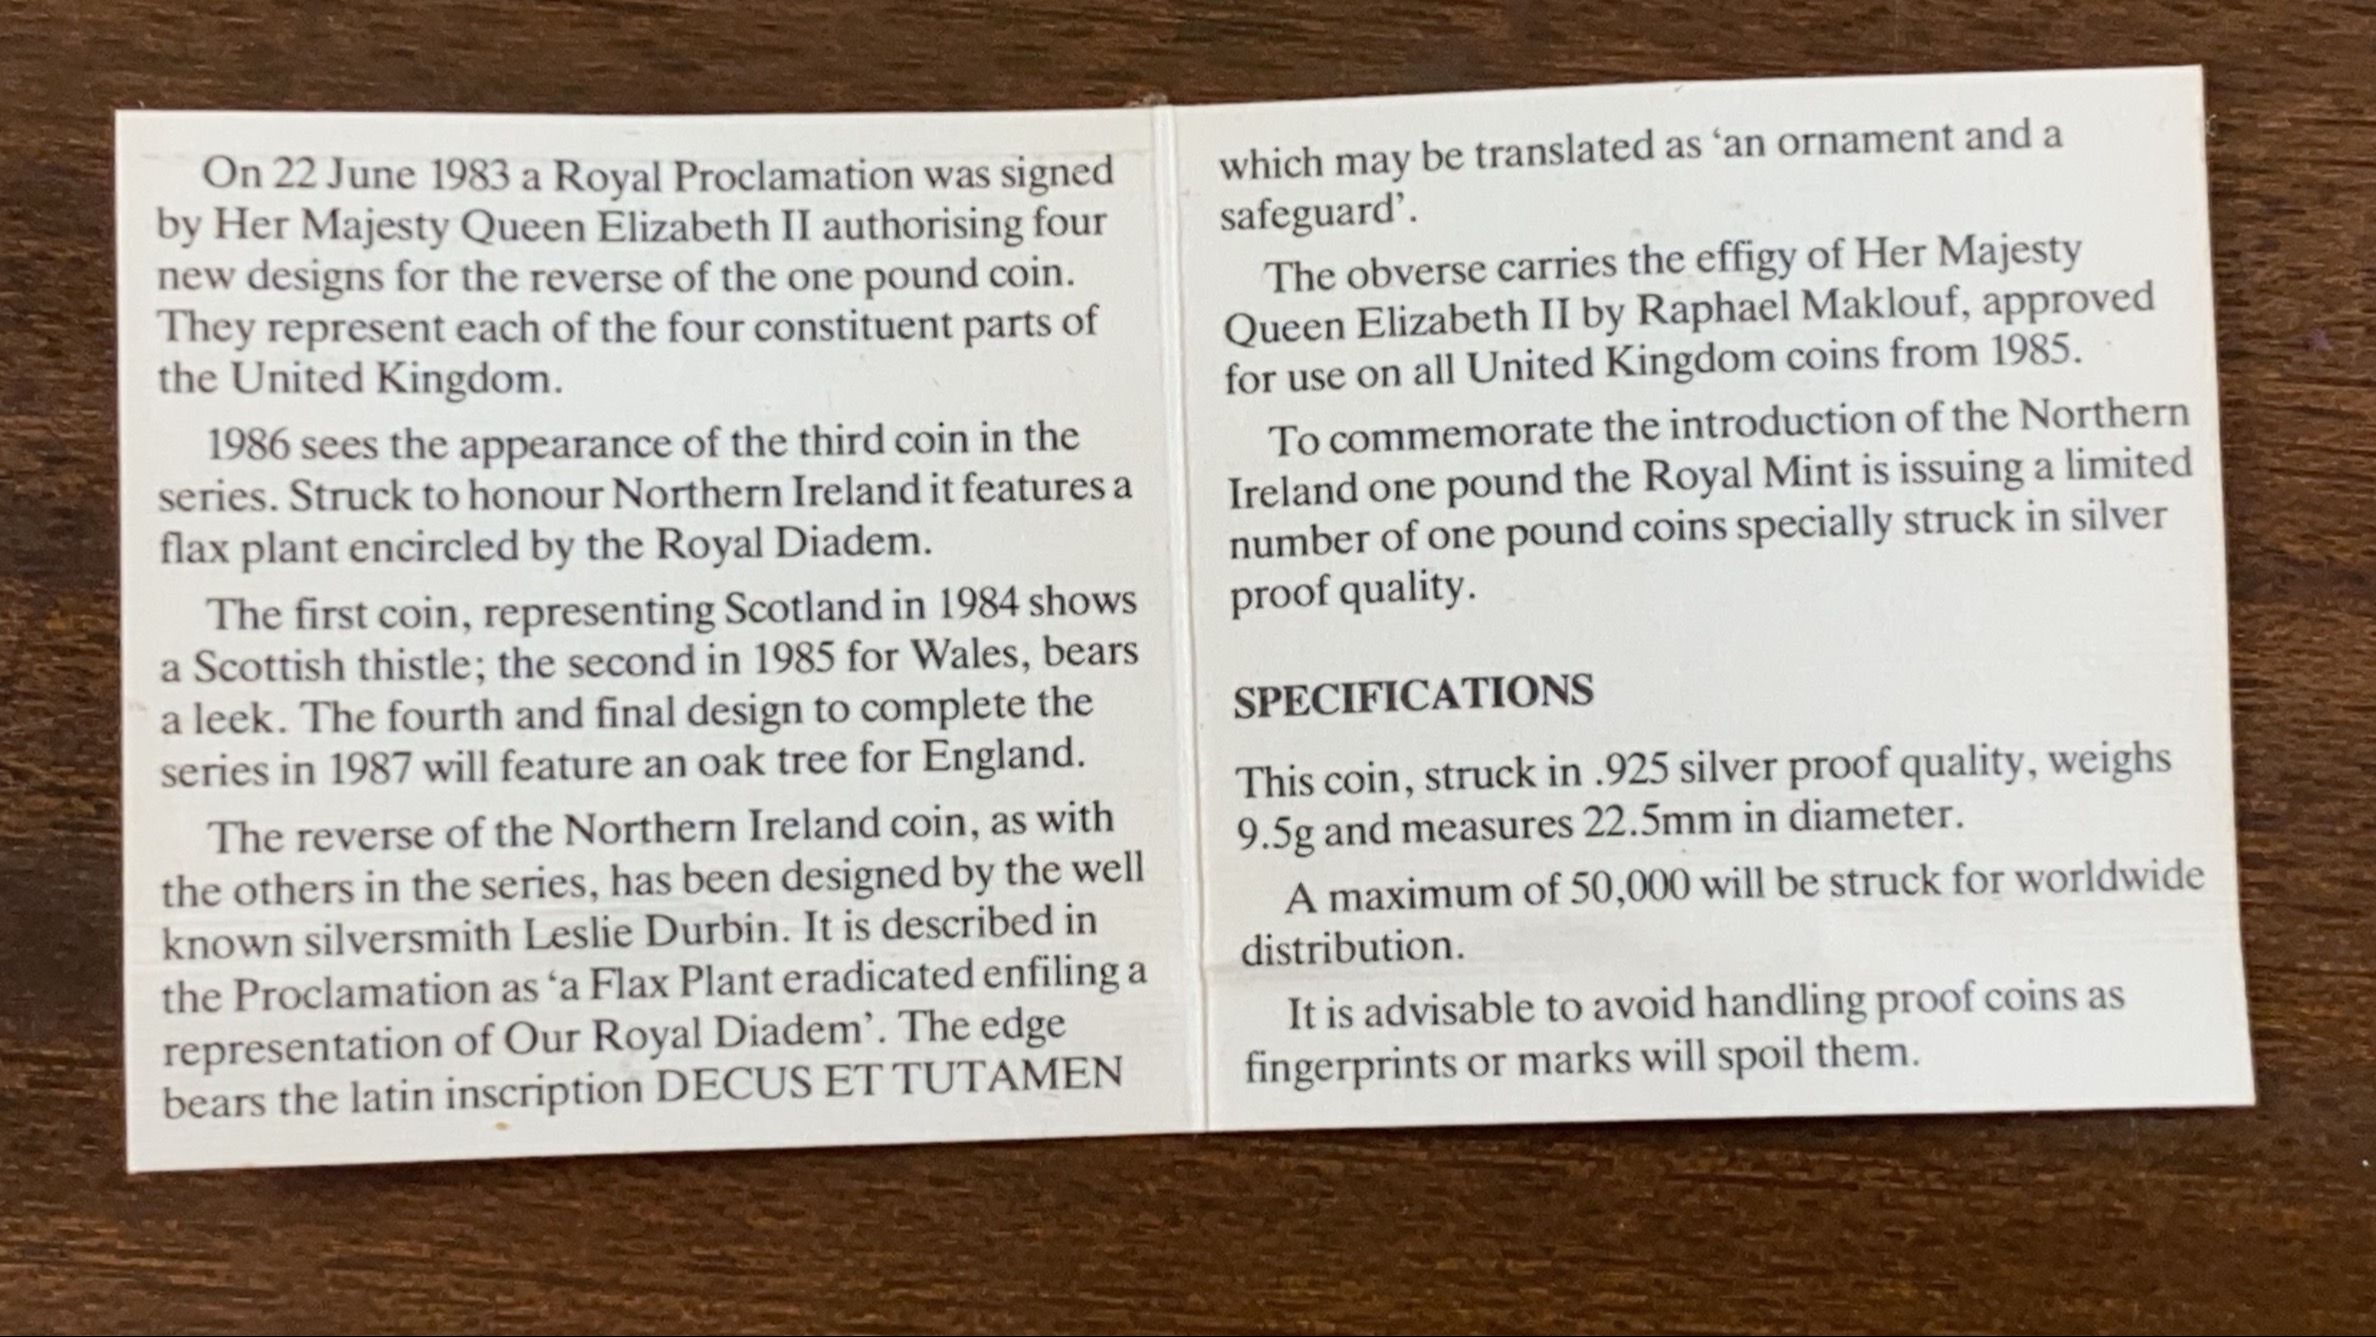 On 22 June 1983 a Royal Proclamation was signed
by Her Majesty Queen Elizabeth II authorising four
new designs for the reverse of the one pound coin.
They represent each of the four constituent parts of
the United Kingdom.
1986 sees the appearance of the third coin in the
series. Struck to honour Northern Ireland it features a
flax plant encircled by the Royal Diadem.
The first coin, representing Scotland in 1984 shows
a Scottish thistle; the second in 1985 for Wales, bears
a leek. The fourth and final design to complete the
series in 1987 will feature an oak tree for England.
The reverse of the Northern Ireland coin, as with
the others in the series, has been designed by the well
known silversmith Leslie Durbin. It is described in
the Proclamation as ‘a Flax Plant eradicated enfiling a
representation of Our Royal Diadem’. The edge
bears the latin inscription DECUS ET TUTAMEN
which may be translated as ‘an ornament and a
safeguard’.
The obverse carries the effigy of Her Majesty
Queen Elizabeth II by Raphael Maklouf, approved
for use on all United Kingdom coins from 1985.
To commemorate the introduction of the Northern
Ireland one pound the Royal Mint is issuing a limited
number of one pound coins specially struck in silver
proof quality.
SPECIFICATIONS
This coin, struck in .925 silver proof quality, weighs
9.5g and measures 22.5mm in diameter.
A maximum of 50,000 will be struck for worldwide
distribution.
It is advisable to avoid handling proof coins as
fingerprints or marks will spoil them.